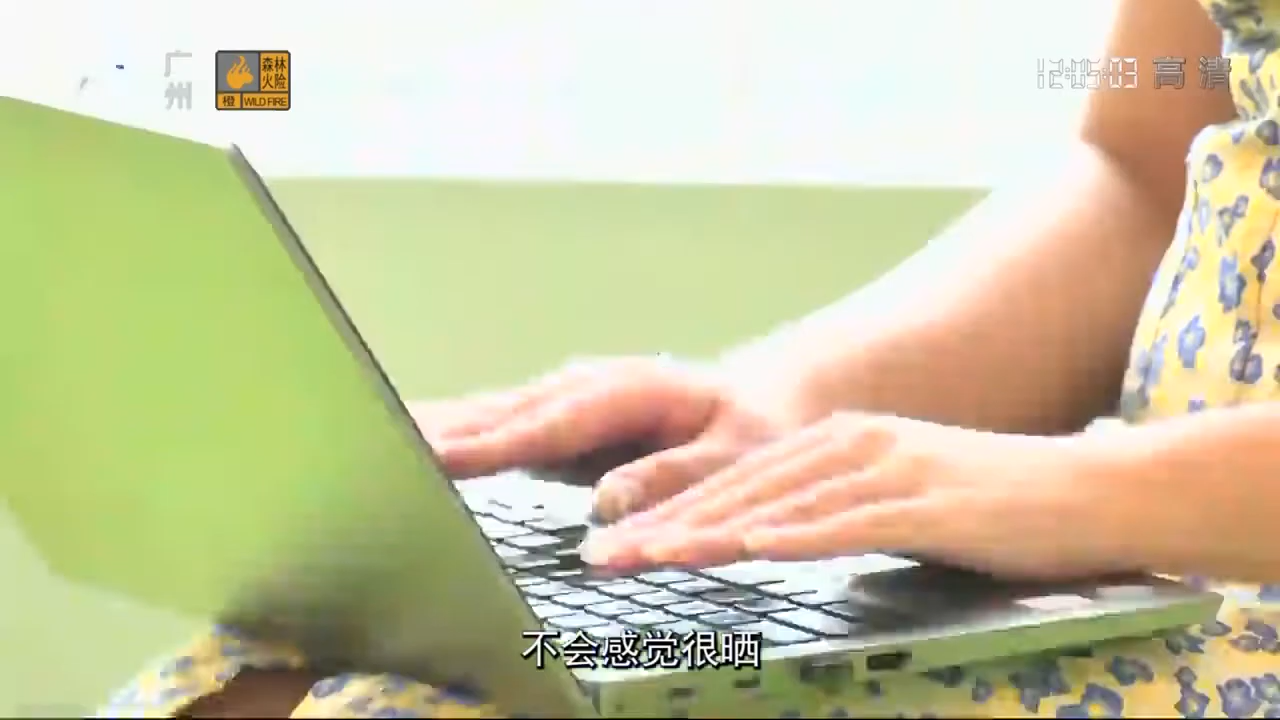 广州
森林
火险
橙 WILD FIRE
12:05:03 高清
不会感觉很晒